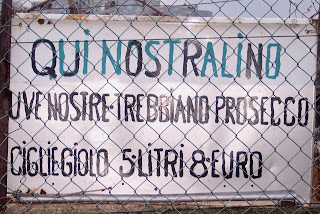 QUI NOSTRALINO
UVE NOSTRE-TREBBIANO PROSECCO
CIGLIEGIOLO 5·LITRI 8·EURO